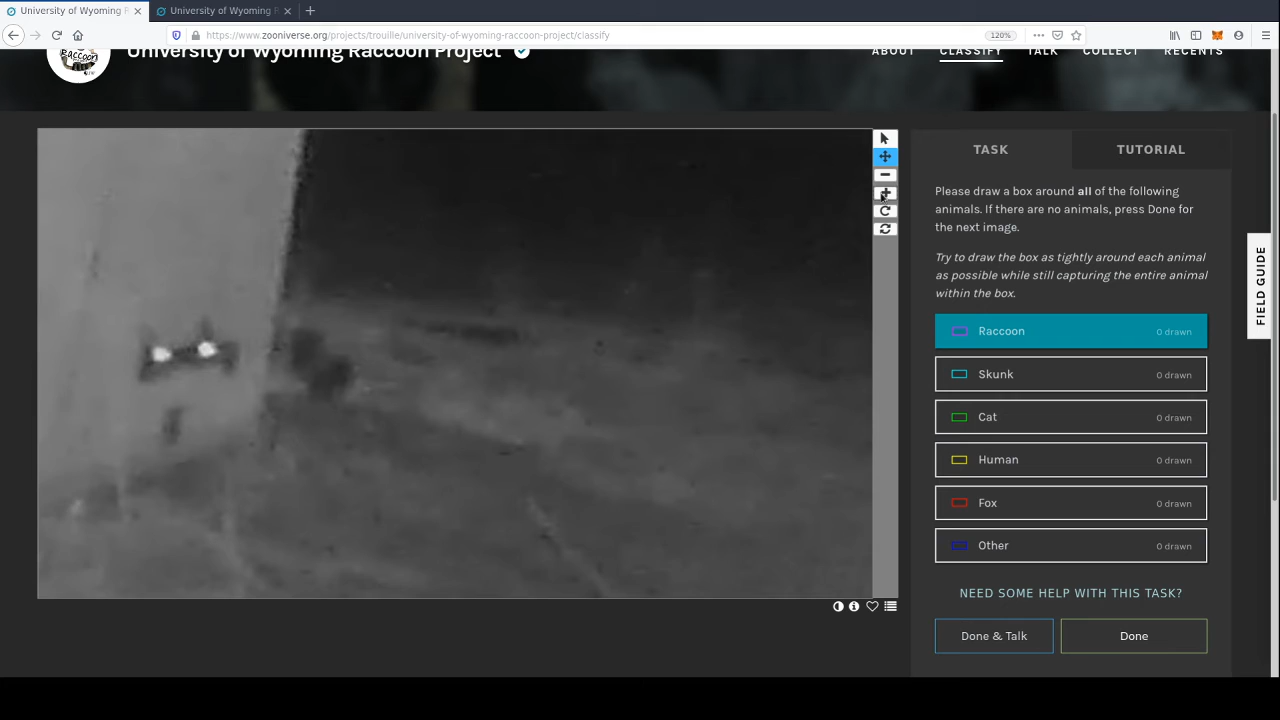 University of Wyoming R
University of Wyoming R
https://www.zooniverse.org/projects/trouille/university-of-wyoming-raccoon-project/classify
120%
University of Wyoming Raccoon Project
ABOUT CLASSIFY TALK COLLECT RECENTS
TASK TUTORIAL
Please draw a box around all of the following
animals. If there are no animals, press Done for
the next image.
Try to draw the box as tightly around each animal
as possible while still capturing the entire animal
within the box.
Raccoon 0 drawn
Skunk 0 drawn
Cat 0 drawn
Human 0 drawn
Fox 0 drawn
Other 0 drawn
NEED SOME HELP WITH THIS TASK?
Done & Talk Done
FIELD GUIDE